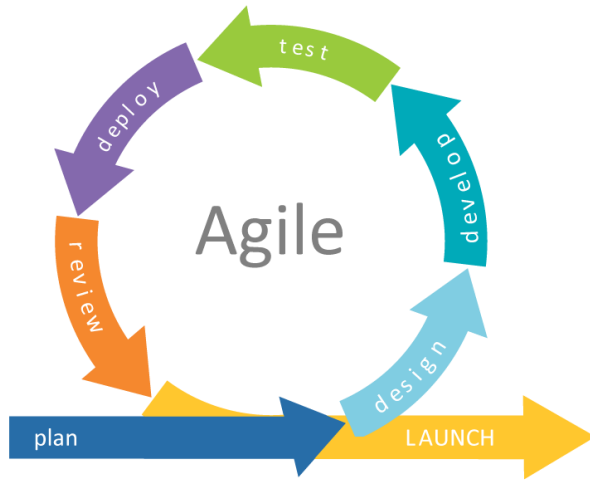 test
deploy
develop
Agile
review
design
plan
LAUNCH